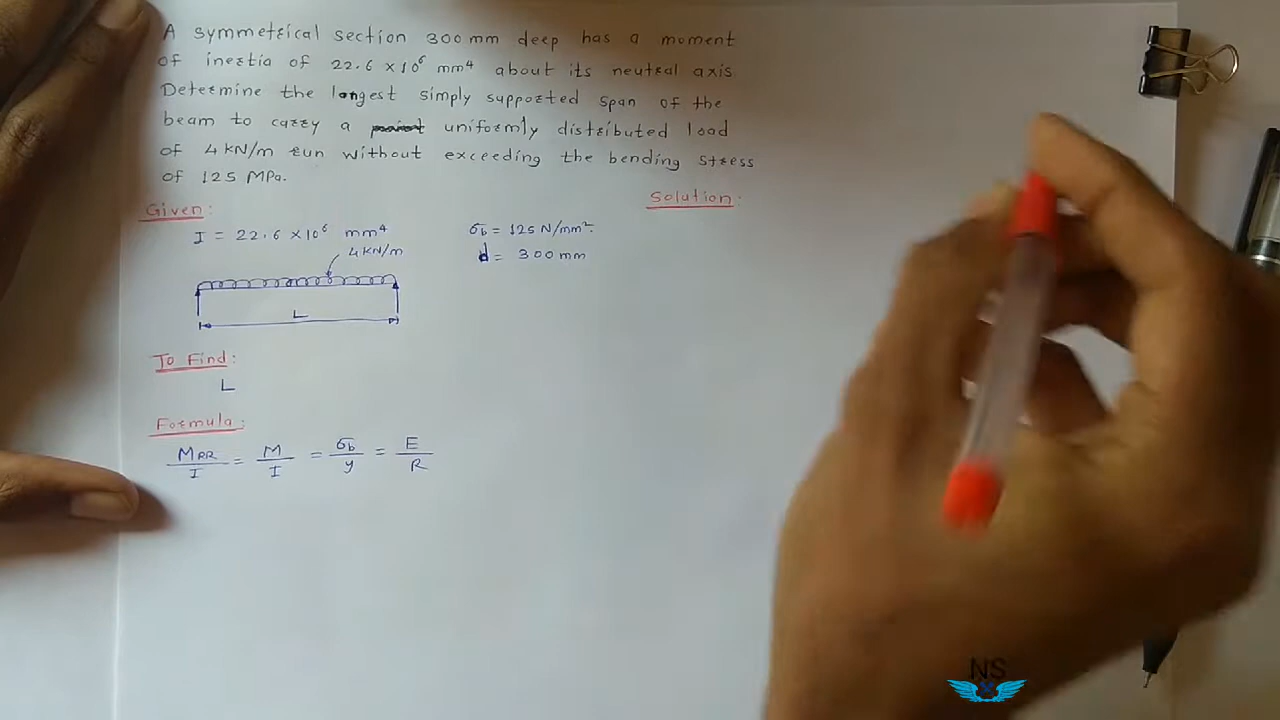 A symmetrical section 300 mm deep has a moment
of inertia of 22.6 × 10⁶ mm⁴ about its neutral axis
Determine the longest simply supported span of the
beam to carry a uniformly distributed load
of 4 KN/m run without exceeding the bending stress
of 125 MPa.
Given:
I = 22.6 × 10⁶ mm⁴
4 KN/m
L
σb = 125 N/mm².
d = 300 mm
To Find:
L
Formula:
MRR/I = M/I = σb/y = E/R
Solution:
NS